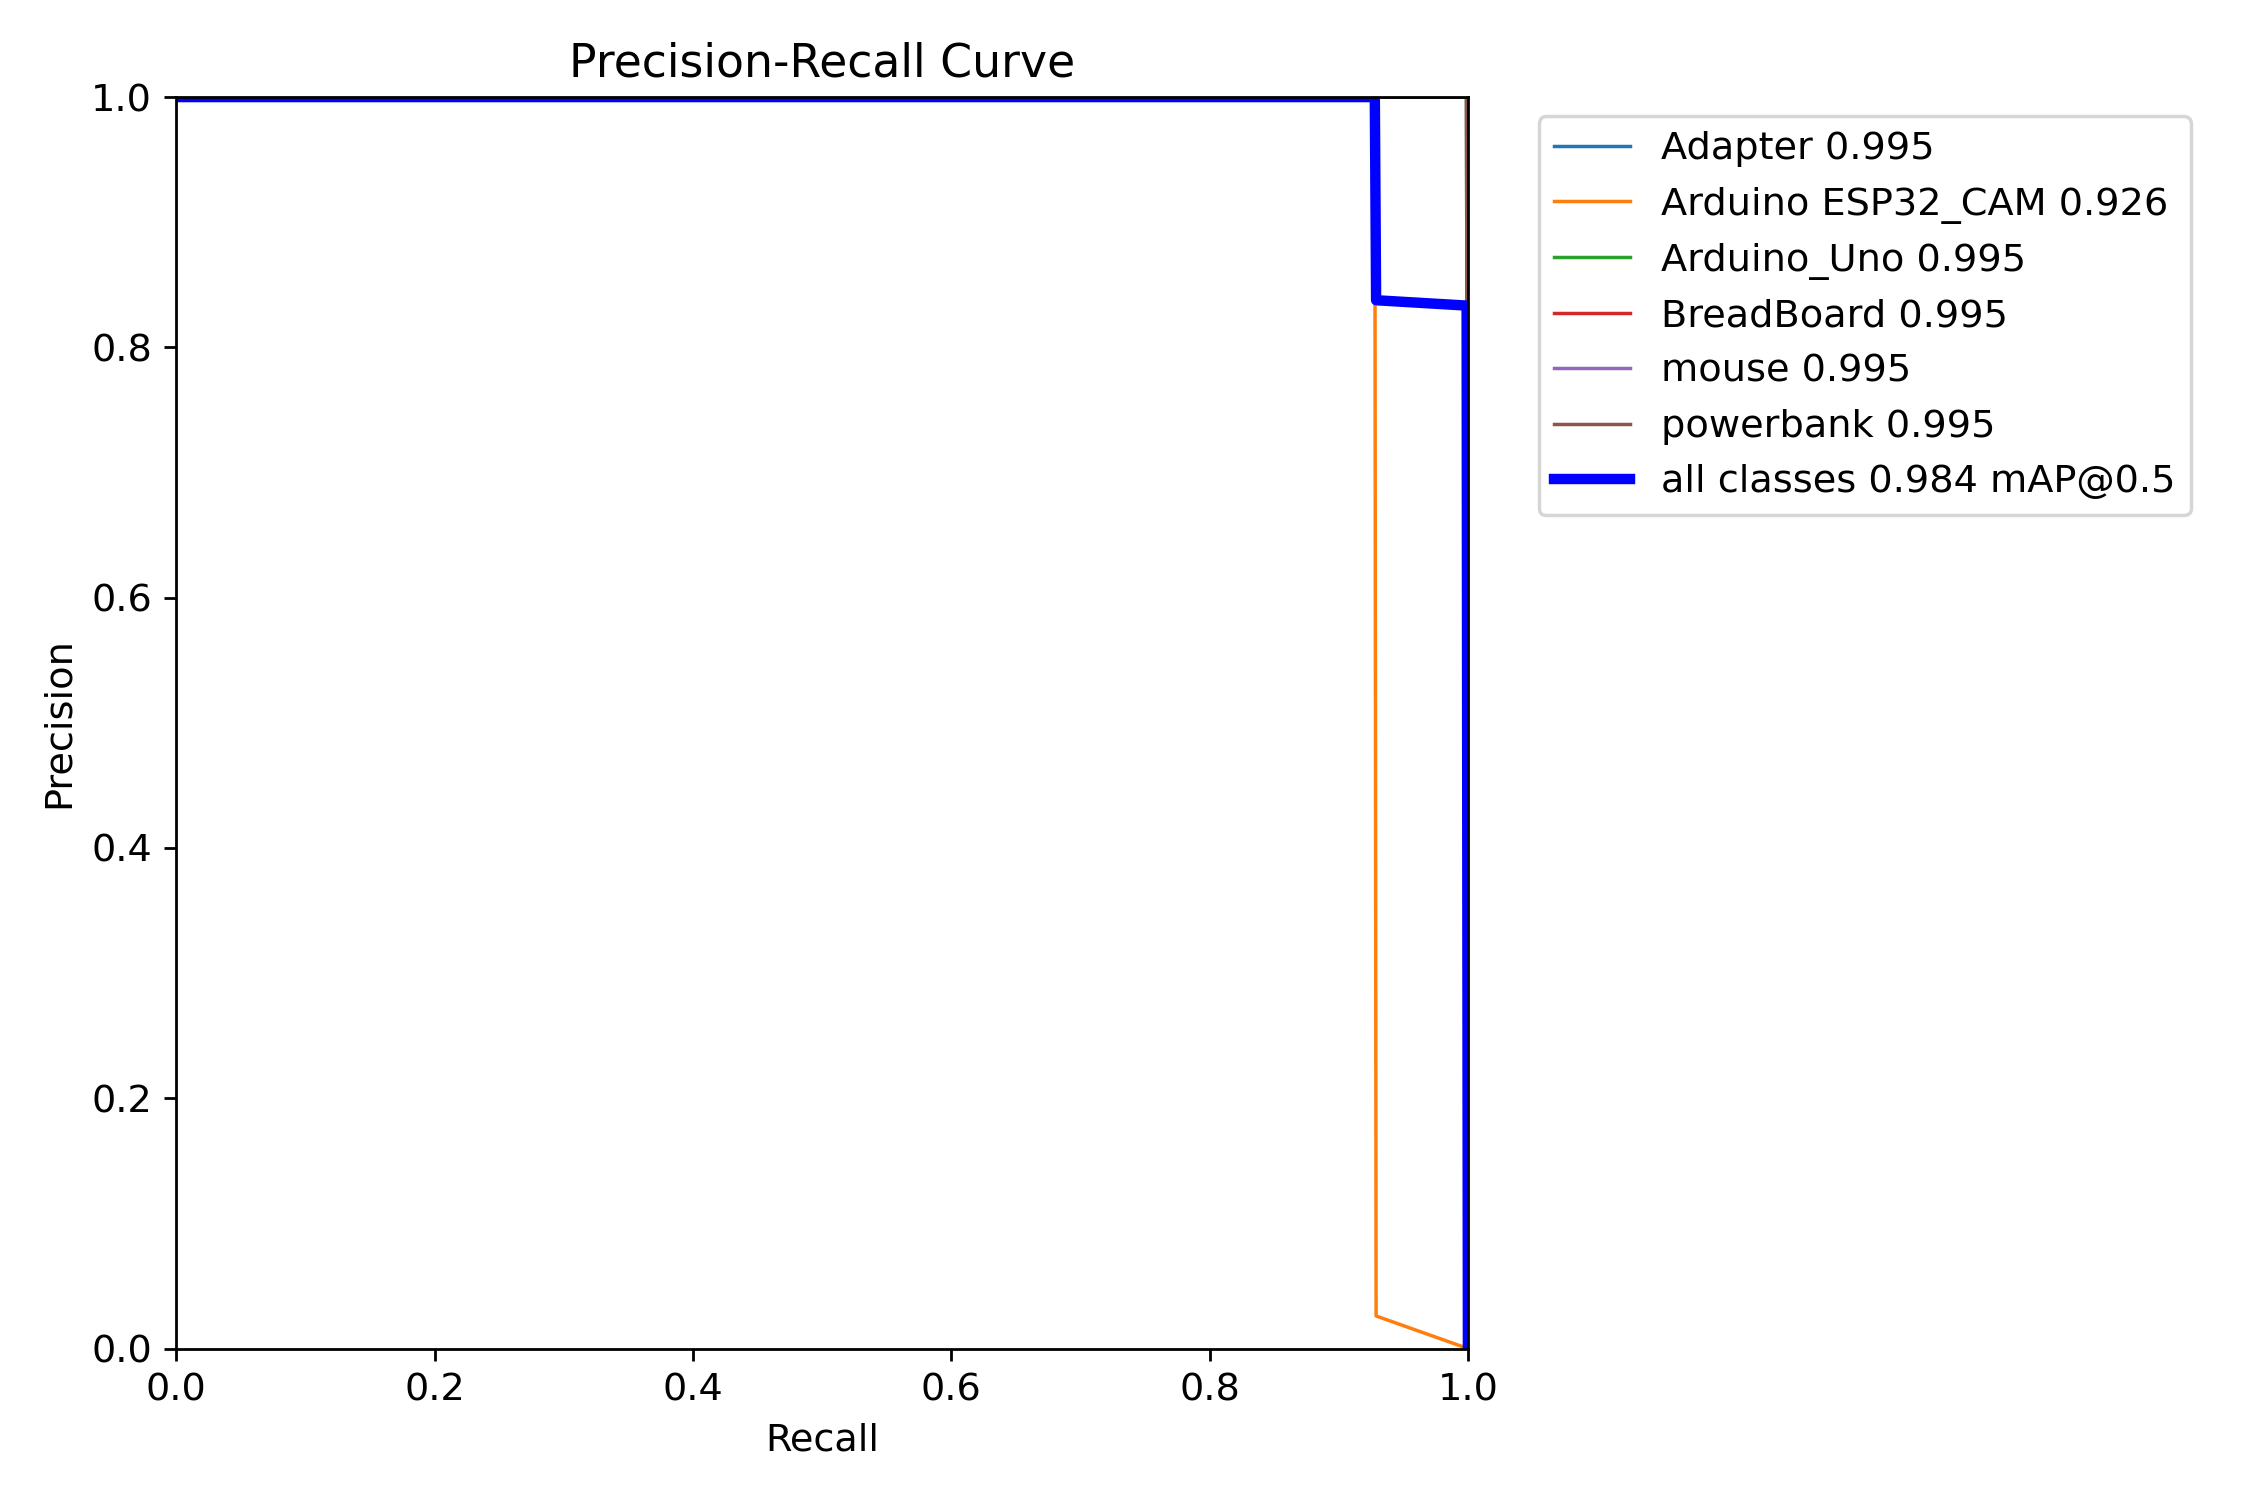 Precision-Recall Curve
1.0
0.8
0.6
0.4
0.2
0.0
Precision
0.0 0.2 0.4 0.6 0.8 1.0
Recall
Adapter 0.995
Arduino ESP32_CAM 0.926
Arduino_Uno 0.995
BreadBoard 0.995
mouse 0.995
powerbank 0.995
all classes 0.984 mAP@0.5